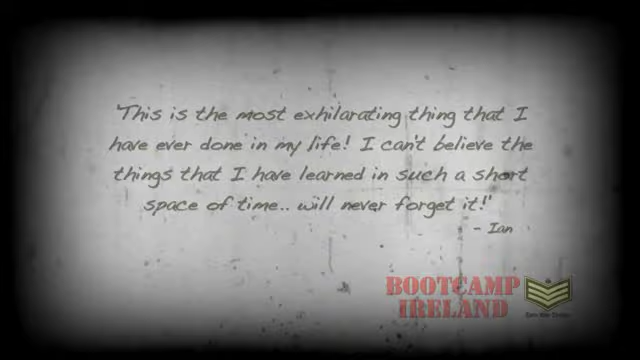 'This is the most exhilarating thing that I
have ever done in my life! I can't believe the
things that I have learned in such a short
space of time.. will never forget it!'
- Ian
BOOTCAMP
IRELAND